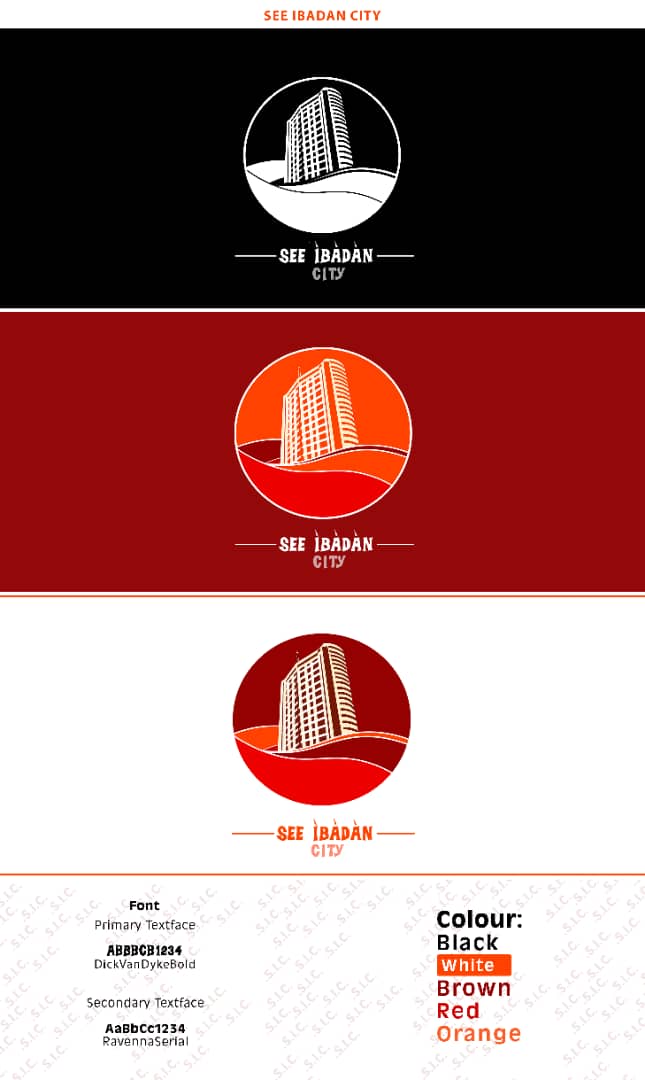 SEE IBADAN CITY
SEE ÌBÀDÀN
CITY
SEE ÌBÀDÀN
CITY
SEE ÌBÀDÀN
CITY
Font
Primary Textface
ABBBCB1234
DickVanDykeBold
Secondary Textface
AaBbCc1234
RavennaSerial
Colour:
Black
White
Brown
Red
Orange
S.I.C.